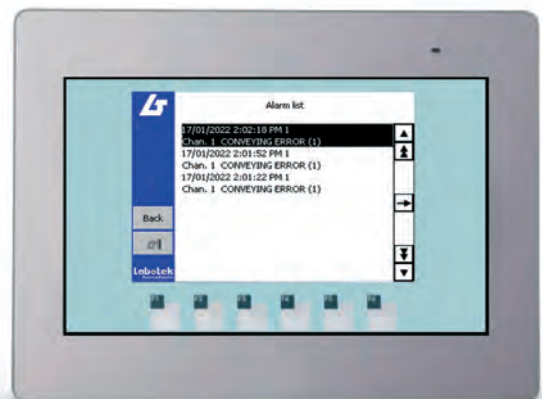 Alarm list
17/01/2022 2:02:18 PM 1
Chan. 1 CONVEYING ERROR (1)
17/01/2022 2:01:52 PM 1
Chan. 1 CONVEYING ERROR (1)
17/01/2022 2:01:22 PM 1
Chan. 1 CONVEYING ERROR (1)
Back
Labotek